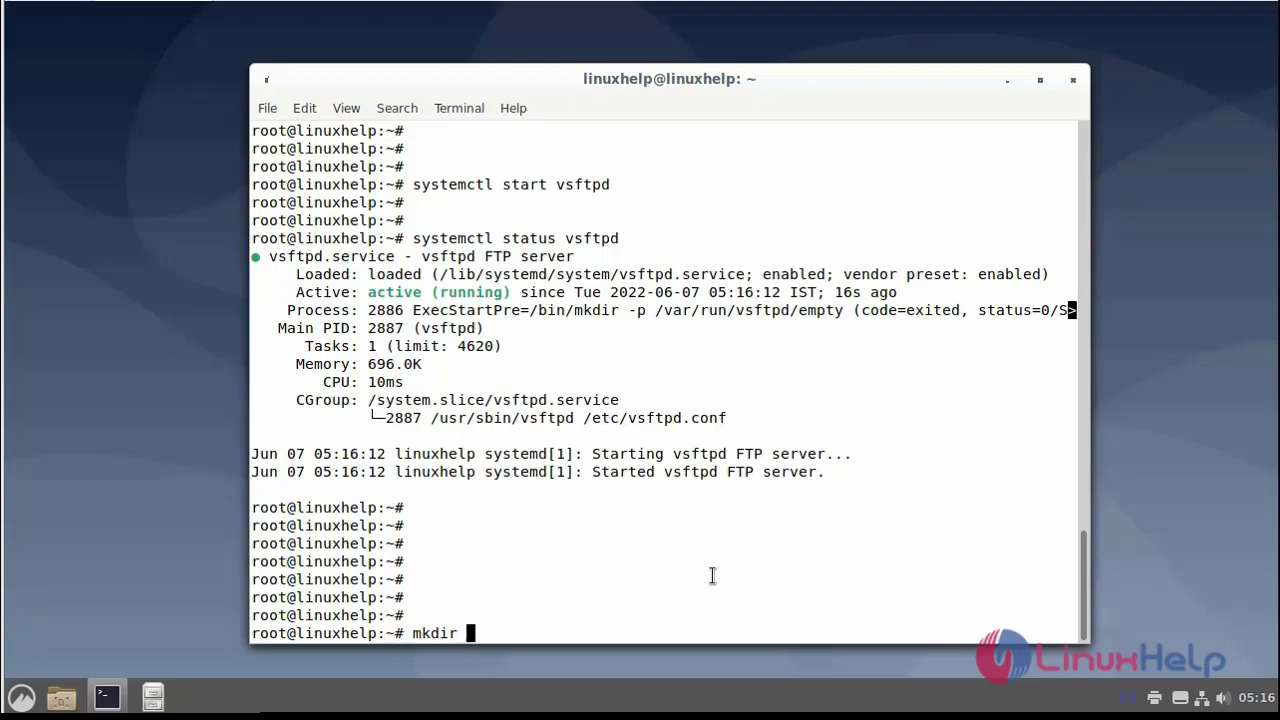 linuxhelp@linuxhelp: ~
File Edit View Search Terminal Help
root@linuxhelp:~#
root@linuxhelp:~#
root@linuxhelp:~#
root@linuxhelp:~# systemctl start vsftpd
root@linuxhelp:~#
root@linuxhelp:~#
root@linuxhelp:~# systemctl status vsftpd
● vsftpd.service - vsftpd FTP server
Loaded: loaded (/lib/systemd/system/vsftpd.service; enabled; vendor preset: enabled)
Active: active (running) since Tue 2022-06-07 05:16:12 IST; 16s ago
Process: 2886 ExecStartPre=/bin/mkdir -p /var/run/vsftpd/empty (code=exited, status=0/S>
Main PID: 2887 (vsftpd)
Tasks: 1 (limit: 4620)
Memory: 696.0K
CPU: 10ms
CGroup: /system.slice/vsftpd.service
└─2887 /usr/sbin/vsftpd /etc/vsftpd.conf
Jun 07 05:16:12 linuxhelp systemd[1]: Starting vsftpd FTP server...
Jun 07 05:16:12 linuxhelp systemd[1]: Started vsftpd FTP server.
root@linuxhelp:~#
root@linuxhelp:~#
root@linuxhelp:~#
root@linuxhelp:~#
root@linuxhelp:~#
root@linuxhelp:~#
root@linuxhelp:~#
root@linuxhelp:~# mkdir
LinuxHelp
05:16